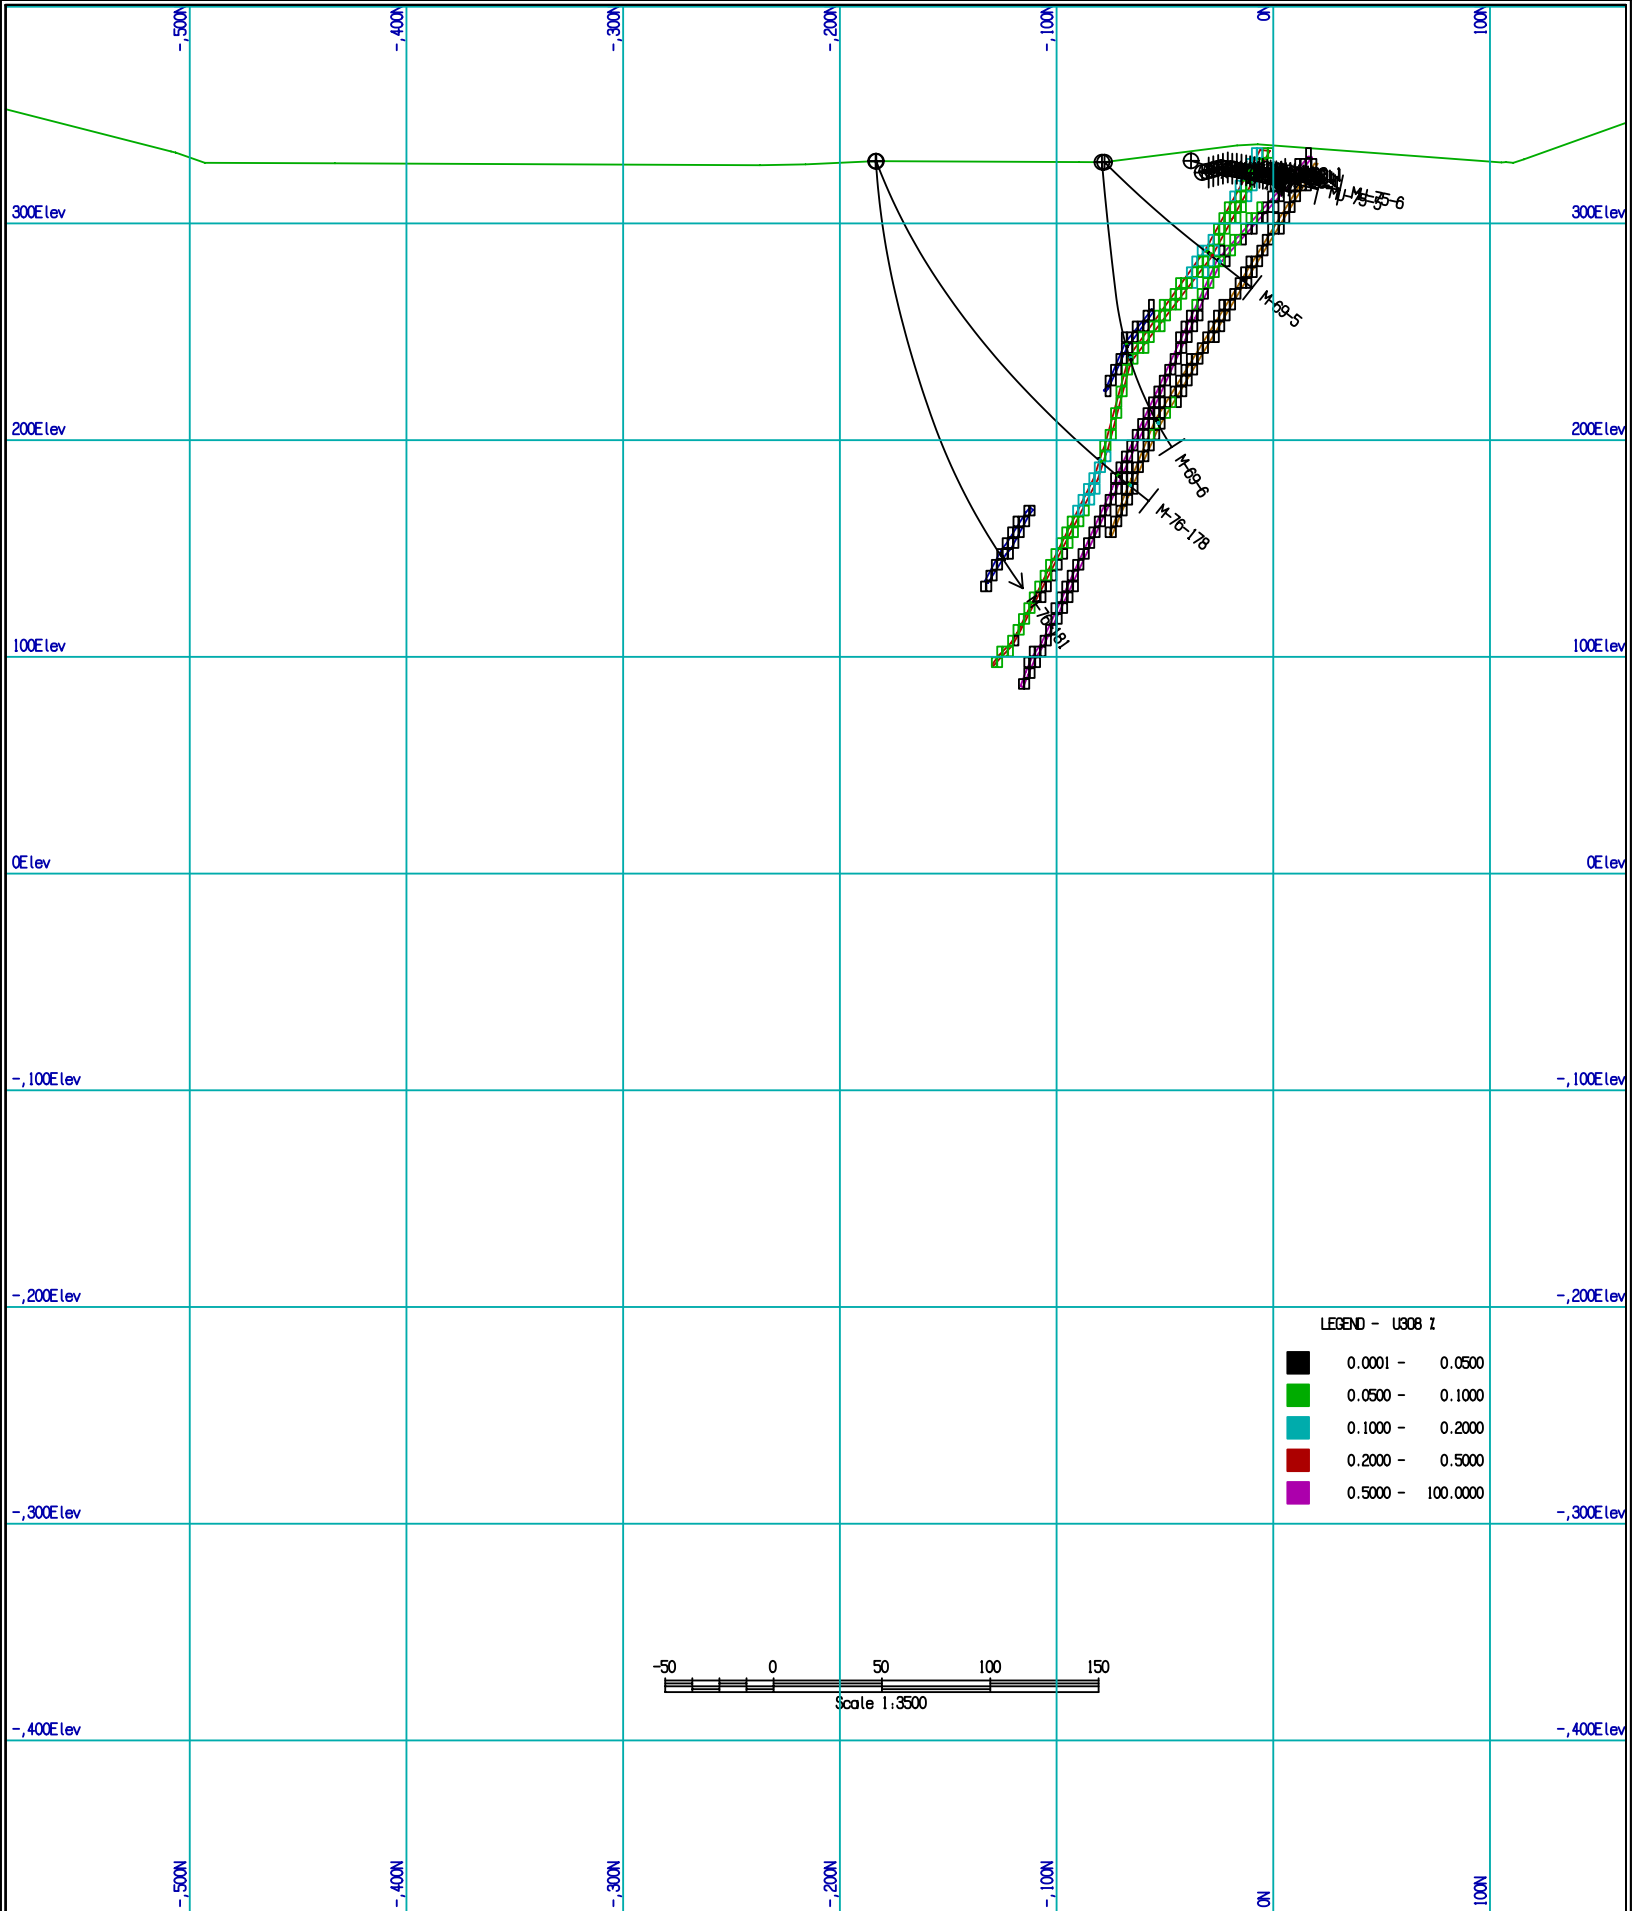 -,500N
-,400N
-,300N
-,200N
-,100N
0N
100N
MJ-75-6
300Elev
300Elev
M-69-5
200Elev
200Elev
M-69-6
M-76-178
100Elev
100Elev
0Elev
0Elev
-,100Elev
-,100Elev
-,200Elev
-,200Elev
LEGEND - U3O8 %
0.0001 - 0.0500
0.0500 - 0.1000
0.1000 - 0.2000
0.2000 - 0.5000
0.5000 - 100.0000
-,300Elev
-,300Elev
-50 0 50 100 150
Scale 1:3500
-,400Elev
-,400Elev
-,500N
-,400N
-,300N
-,200N
-,100N
0N
100N